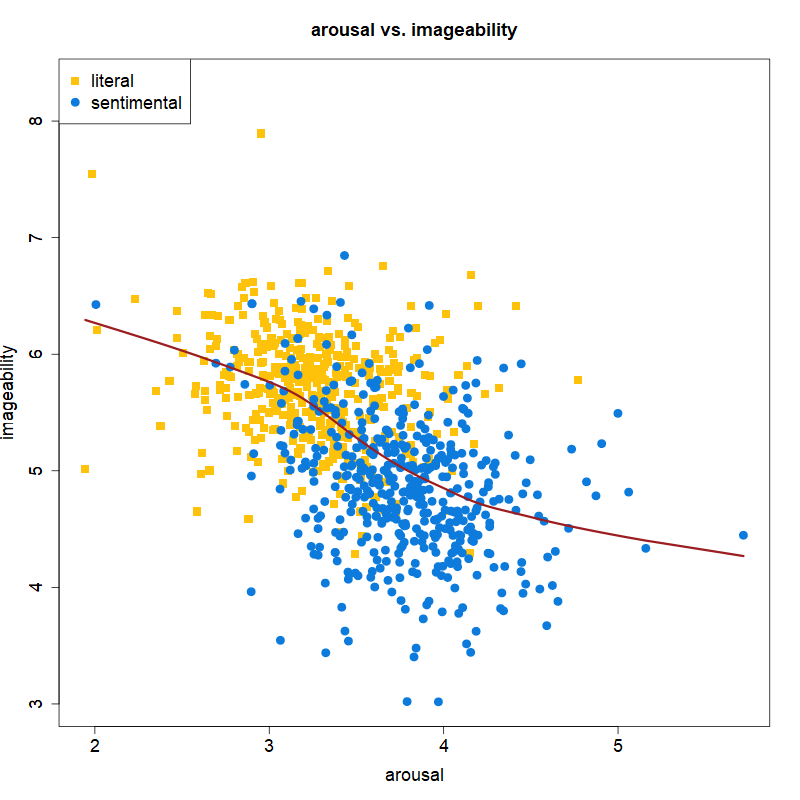 arousal vs. imageability
literal
sentimental
8
7
6
5
4
3
imageability
2 3 4 5
arousal